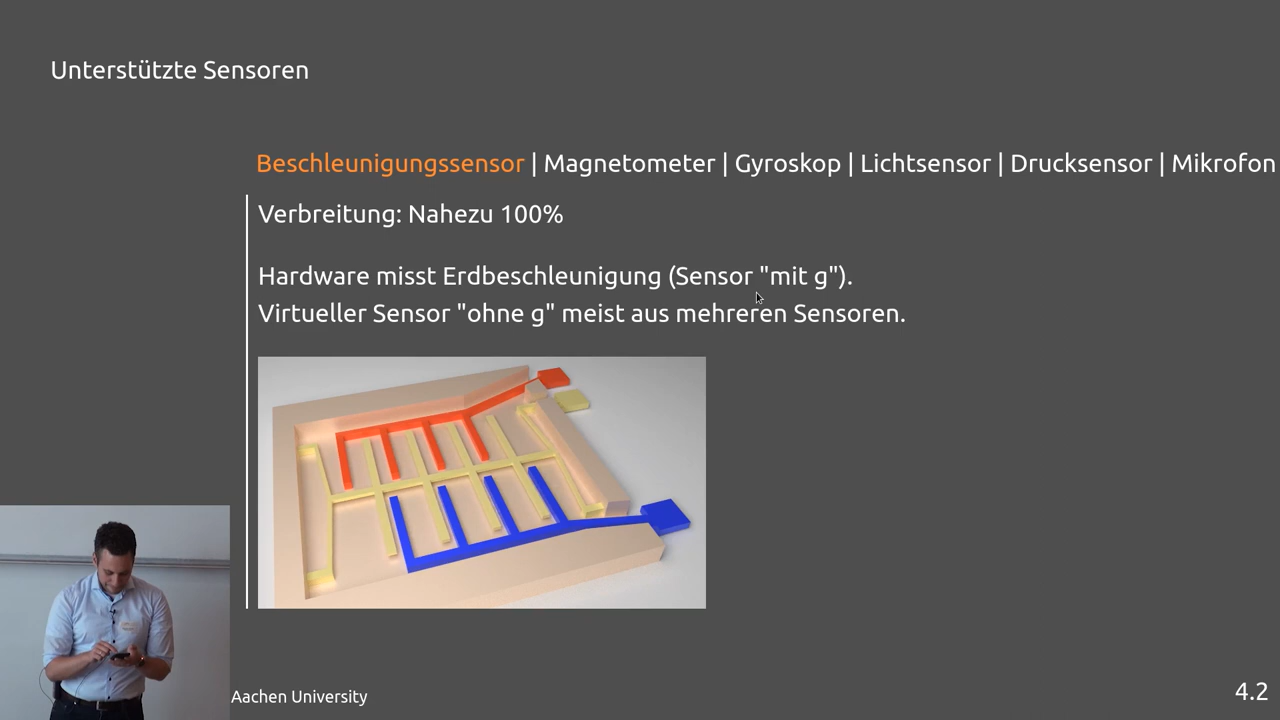 Unterstützte Sensoren
Beschleunigungssensor | Magnetometer | Gyroskop | Lichtsensor | Drucksensor | Mikrofon
Verbreitung: Nahezu 100%
Hardware misst Erdbeschleunigung (Sensor "mit g").
Virtueller Sensor "ohne g" meist aus mehreren Sensoren.
Aachen University
4.2